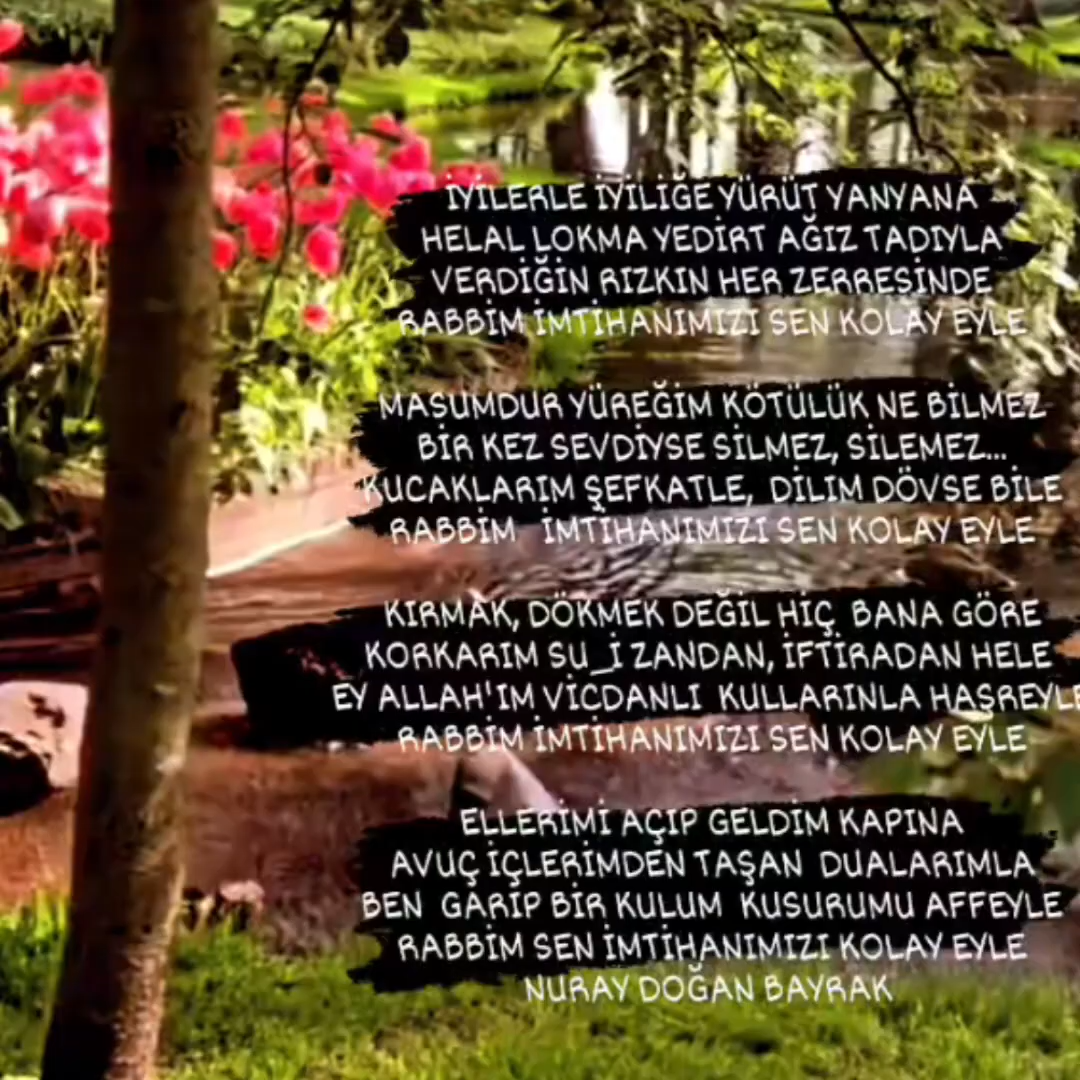 İYİLERLE İYİLİĞE YÜRÜT YANYANA
HELAL LOKMA YEDİRT AĞIZ TADIYLA
VERDİĞİN RIZKIN HER ZERRESİNDE
RABBİM İMTİHANIMIZI SEN KOLAY EYLE
MASUMDUR YÜREĞİM KÖTÜLÜK NE BİLMEZ
BİR KEZ SEVDİYSE SİLMEZ, SİLEMEZ...
KUCAKLARIM ŞEFKATLE, DİLİM DÖVSE BİLE
RABBİM İMTİHANIMIZI SEN KOLAY EYLE
KIRMAK, DÖKMEK DEĞİL HİÇ BANA GÖRE
KORKARIM SU_İ ZANDAN, İFTİRADAN HELE
EY ALLAH'IM VİCDANLI KULLARINLA HAŞREYLE
RABBİM İMTİHANIMIZI SEN KOLAY EYLE
ELLERİMİ AÇIP GELDİM KAPINA
AVUÇ İÇLERİMDEN TAŞAN DUALARIMLA
BEN GARİP BİR KULUM KUSURUMU AFFEYLE
RABBİM SEN İMTİHANIMIZI KOLAY EYLE
NURAY DOĞAN BAYRAK